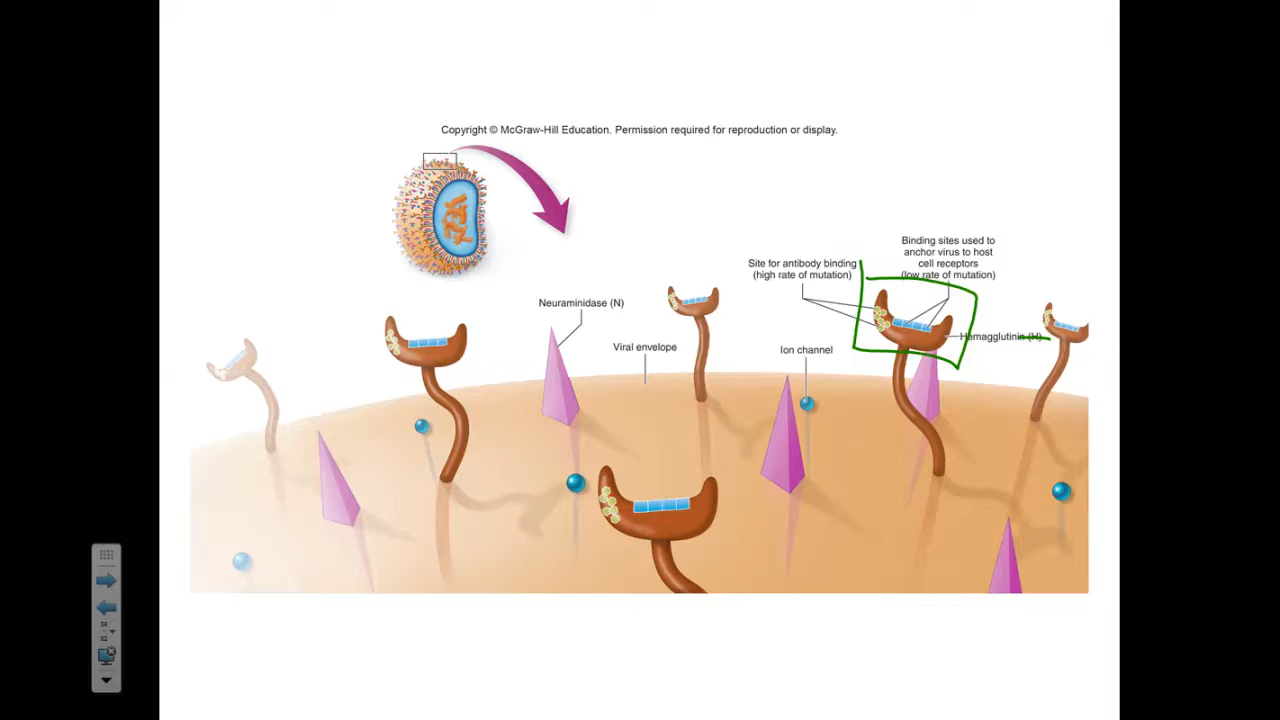 Copyright © McGraw-Hill Education. Permission required for reproduction or display.
Binding sites used to
anchor virus to host
cell receptors
(low rate of mutation)
Site for antibody binding
(high rate of mutation)
Neuraminidase (N)
Hemagglutinin (H)
Viral envelope
Ion channel